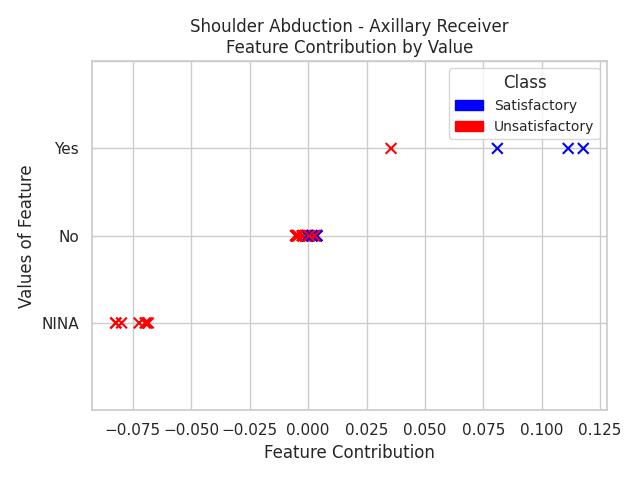 Shoulder Abduction - Axillary Receiver
Feature Contribution by Value
Class
Satisfactory
Unsatisfactory
Values of Feature
Yes
No
NINA
−0.075 −0.050 −0.025 0.000 0.025 0.050 0.075 0.100 0.125
Feature Contribution